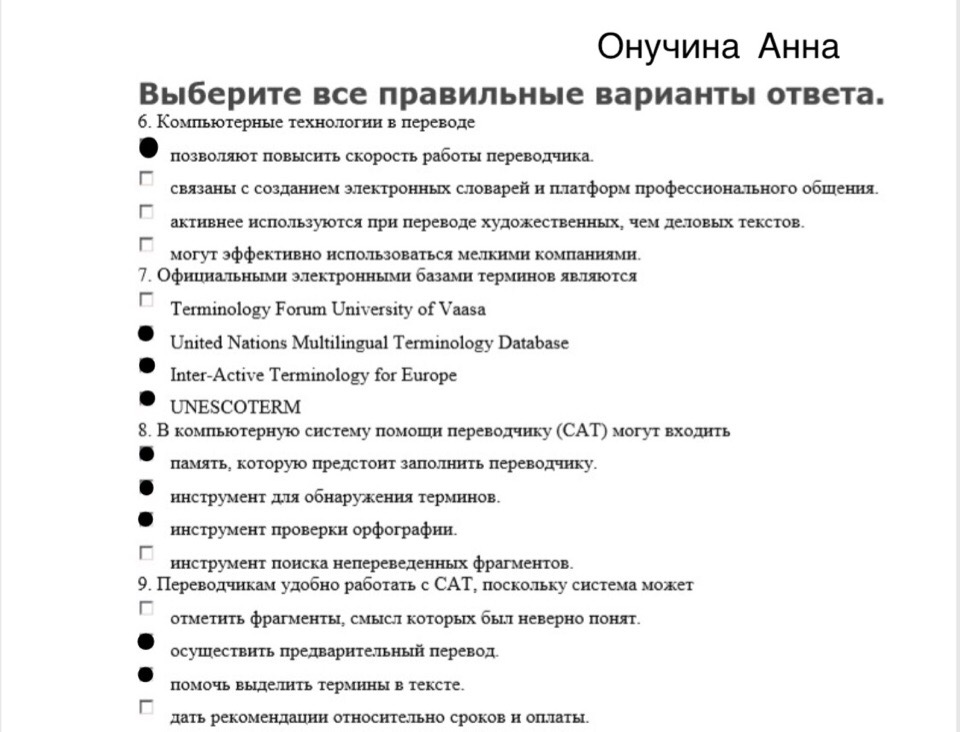 Онучина Анна
Выберите все правильные варианты ответа.
6. Компьютерные технологии в переводе
позволяют повысить скорость работы переводчика.
связаны с созданием электронных словарей и платформ профессионального общения.
активнее используются при переводе художественных, чем деловых текстов.
могут эффективно использоваться мелкими компаниями.
7. Официальными электронными базами терминов являются
Terminology Forum University of Vaasa
United Nations Multilingual Terminology Database
Inter-Active Terminology for Europe
UNESCOTERM
8. В компьютерную систему помощи переводчику (САТ) могут входить
память, которую предстоит заполнить переводчику.
инструмент для обнаружения терминов.
инструмент проверки орфографии.
инструмент поиска непереведенных фрагментов.
9. Переводчикам удобно работать с САТ, поскольку система может
отметить фрагменты, смысл которых был неверно понят.
осуществить предварительный перевод.
помочь выделить термины в тексте.
дать рекомендации относительно сроков и оплаты.